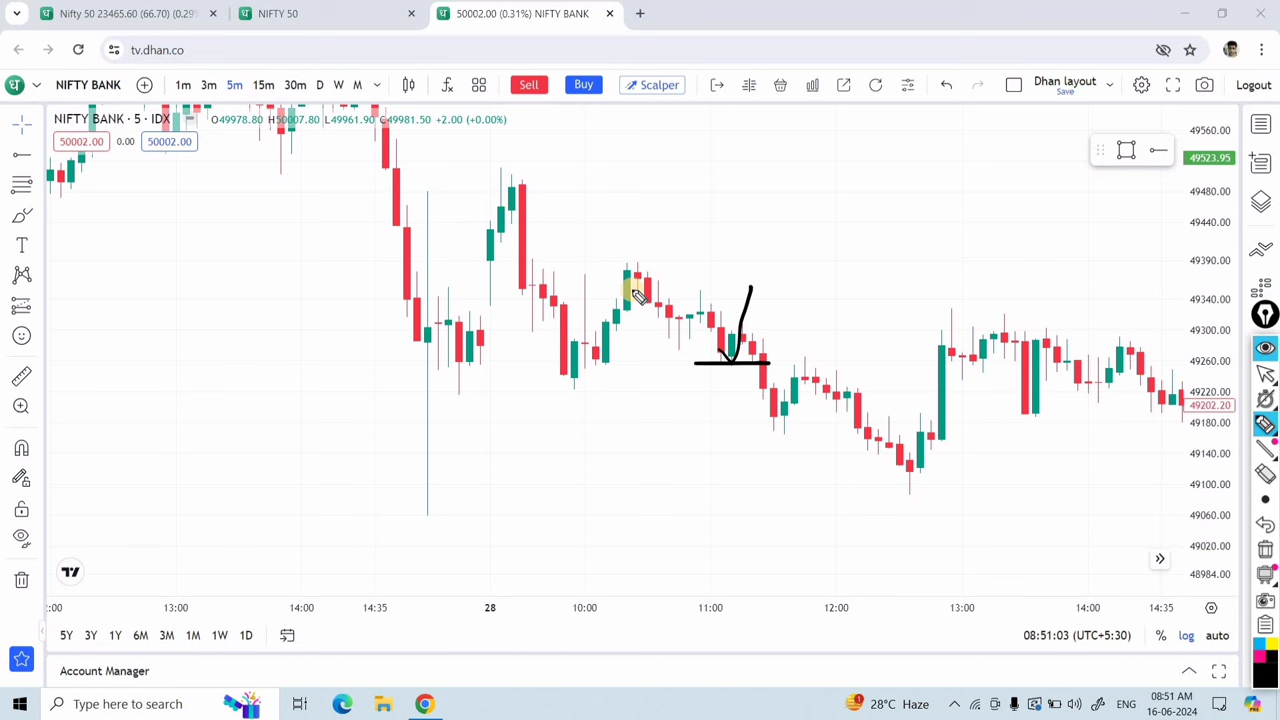 Nifty 50 23465.60 (66.70) (0.29%
NIFTY 50
50002.00 (0.31%) NIFTY BANK
tv.dhan.co
NIFTY BANK
1m 3m 5m 15m 30m D W M
Sell
Buy
Scalper
Dhan layout
Save
Logout
NIFTY BANK · 5 · IDX
O49978.80 H50007.80 L49961.90 C49981.50 +2.00 (+0.00%)
50002.00 0.00 50002.00
49560.00
49523.95
49480.00
49440.00
49390.00
49340.00
49300.00
49260.00
49220.00
49202.20
49180.00
49140.00
49100.00
49060.00
49020.00
48984.00
:00 13:00 14:00 14:35 28 10:00 11:00 12:00 13:00 14:00 14:35
5Y 3Y 1Y 6M 3M 1M 1W 1D
08:51:03 (UTC+5:30) % log auto
Account Manager
Type here to search
28°C Haze
ENG
08:51 AM
16-06-2024